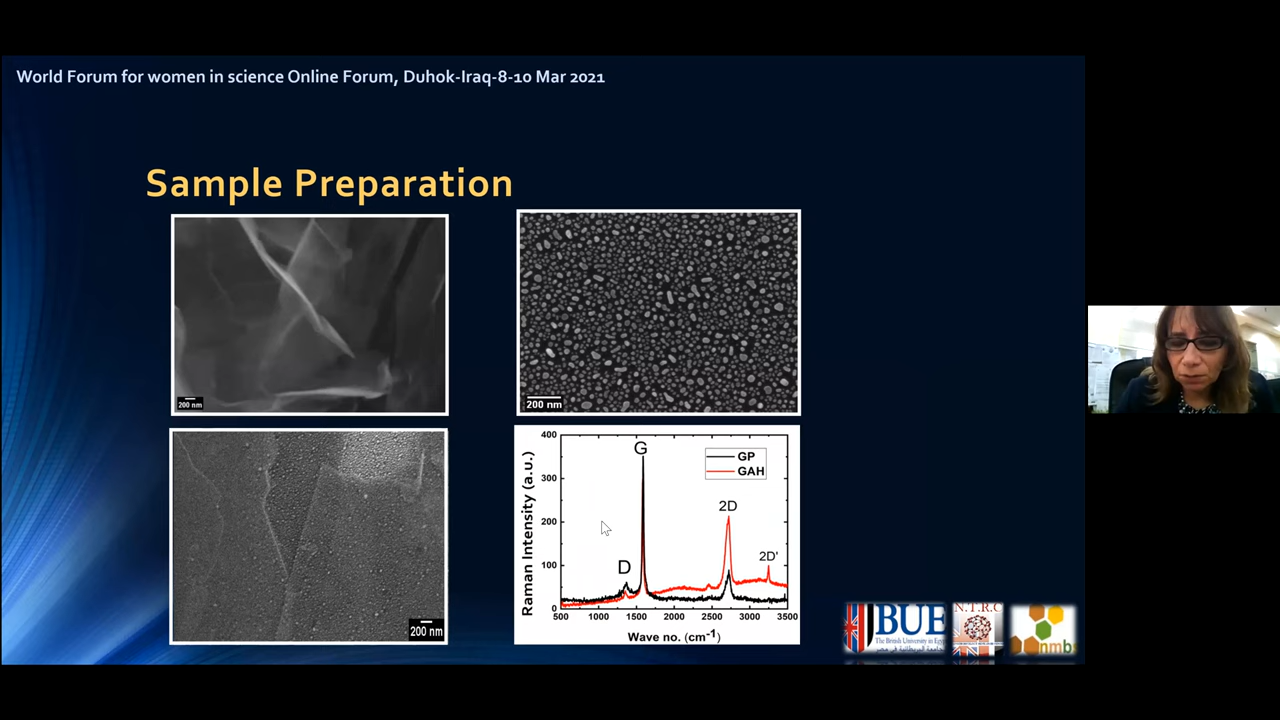 World Forum for women in science Online Forum, Duhok-Iraq-8-10 Mar 2021
Sample Preparation
200 nm
200 nm
200 nm
400
300
200
100
0
500
1000
1500
2000
2500
3000
3500
Raman Intensity (a.u.)
Wave no. (cm-1)
G
D
2D
2D'
GP
GAH
BUE
The British University in Egypt
N.T.R.C
nmb